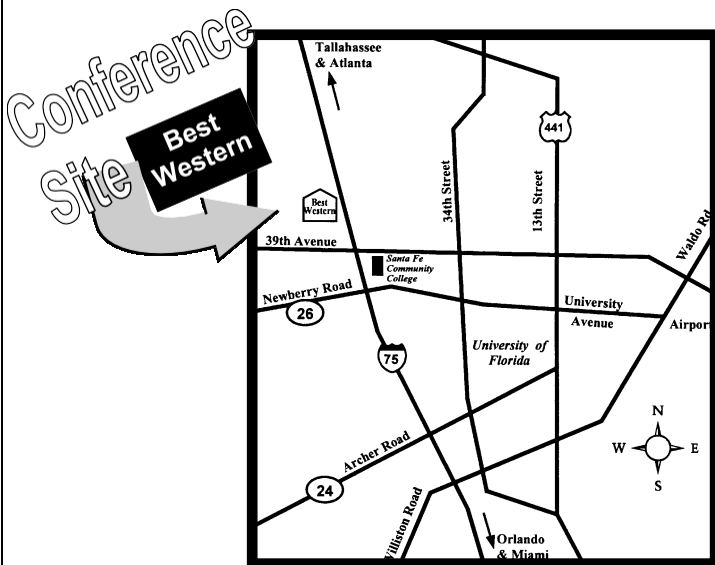 Conference
Site
Best
Western
Tallahassee
& Atlanta
441
34th Street
13th Street
Waldo Rd
Best
Western
39th Avenue
Santa Fe
Community
College
Newberry Road
26
University
Avenue
Airport
75
University of
Florida
Archer Road
24
N
W
E
S
Williston Road
Orlando
& Miami